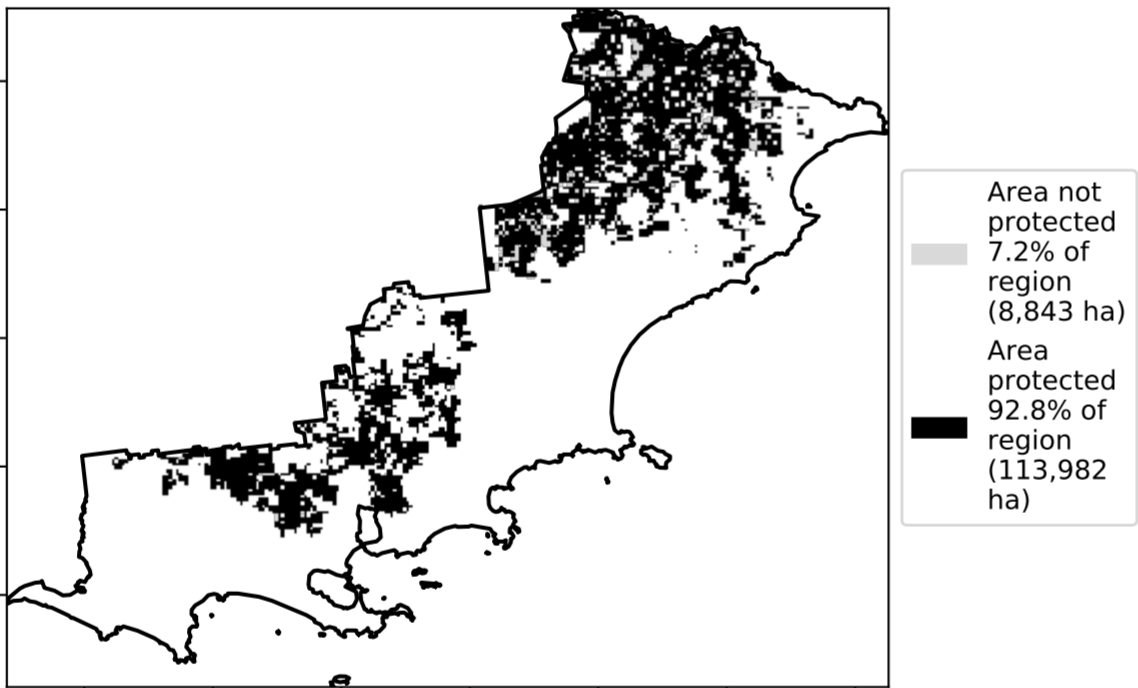 Area not
protected
7.2% of
region
(8,843 ha)
Area
protected
92.8% of
region
(113,982
ha)